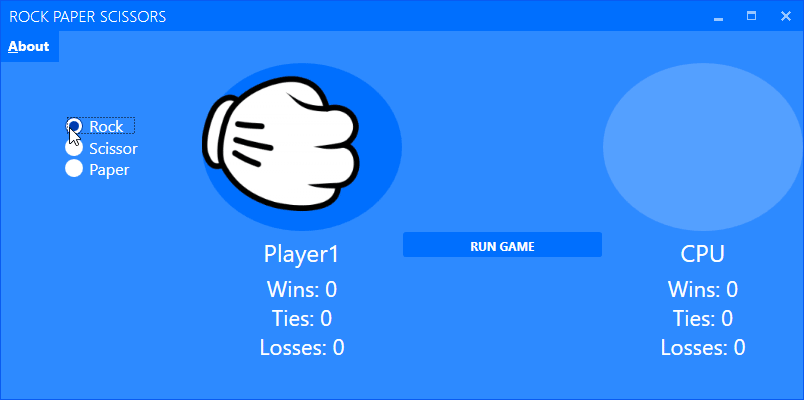 ROCK PAPER SCISSORS
About
Rock
Scissor
Paper
RUN GAME
Player1
CPU
Wins: 0
Wins: 0
Ties: 0
Ties: 0
Losses: 0
Losses: 0